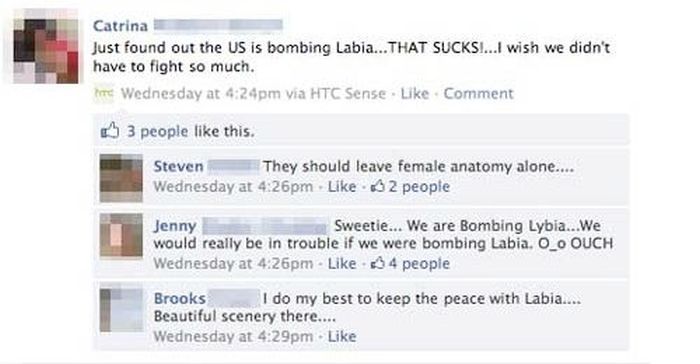 Catrina
Just found out the US is bombing Labia...THAT SUCKS!...I wish we didn't
have to fight so much.
htc Wednesday at 4:24pm via HTC Sense · Like · Comment
3 people like this.
Steven They should leave female anatomy alone....
Wednesday at 4:26pm · Like · 2 people
Jenny Sweetie... We are Bombing Lybia...We
would really be in trouble if we were bombing Labia. O_o OUCH
Wednesday at 4:26pm · Like · 4 people
Brooks I do my best to keep the peace with Labia....
Beautiful scenery there....
Wednesday at 4:29pm · Like